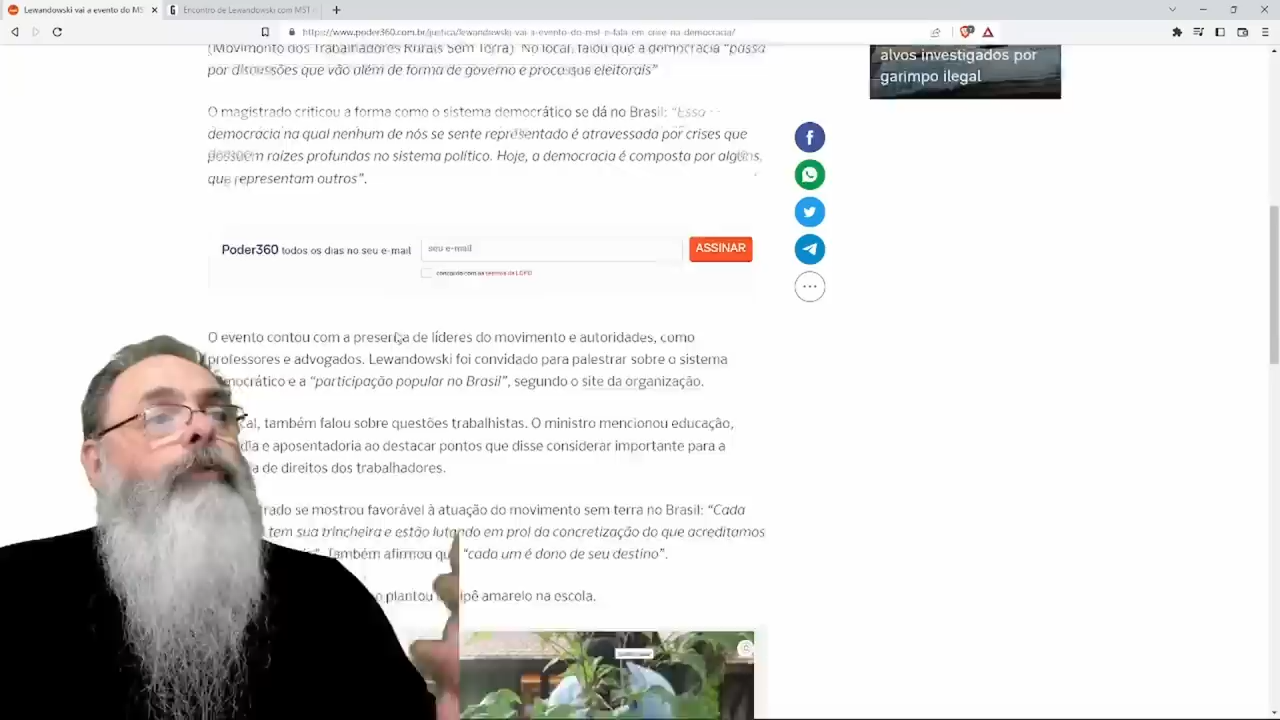 Lewandowski vai a evento do MS
Encontro de Lewandowski com MST
https://www.poder360.com.br/justica/lewandowski-vai-a-evento-do-mst-e-fala-em-crise-na-democracia/
(Movimento dos Trabalhadores Rurais Sem Terra). No local, falou que a democracia “passa
por discussões que vão além de forma de governo e processos eleitorais”
alvos investigados por
garimpo ilegal
O magistrado criticou a forma como o sistema democrático se dá no Brasil: “Essa
democracia na qual nenhum de nós se sente representado é atravessada por crises que
possuem raízes profundas no sistema político. Hoje, a democracia é composta por alguns,
que representam outros”.
Poder360 todos os dias no seu e-mail
seu e-mail
ASSINAR
concordo com os termos da LGPD
O evento contou com a presença de líderes do movimento e autoridades, como
professores e advogados. Lewandowski foi convidado para palestrar sobre o sistema
mocrático e a “participação popular no Brasil”, segundo o site da organização.
cal, também falou sobre questões trabalhistas. O ministro mencionou educação,
dia e aposentadoria ao destacar pontos que disse considerar importante para a
a de direitos dos trabalhadores.
rado se mostrou favorável à atuação do movimento sem terra no Brasil: “Cada
tem sua trincheira e estão lutando em prol da concretização do que acreditamos
Também afirmou qu “cada um é dono de seu destino”.
o plantou ipê amarelo na escola.